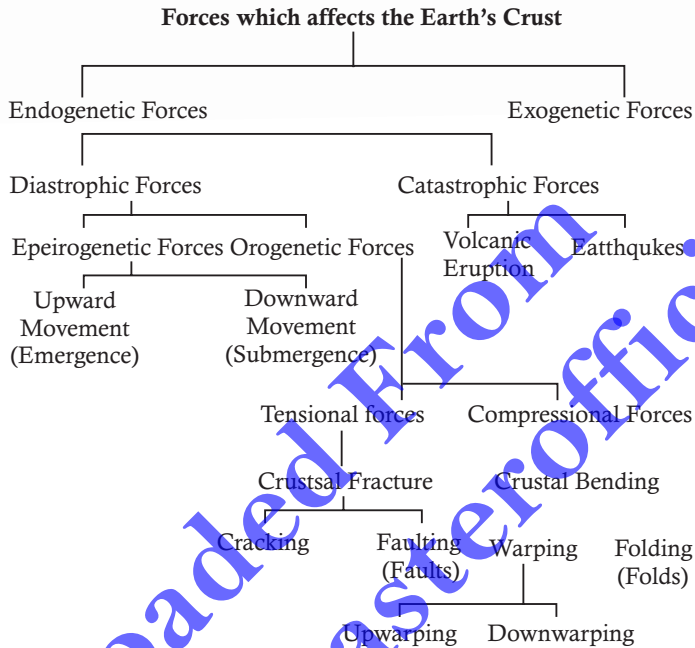 Forces which affects the Earth's Crust
Endogenetic Forces
Exogenetic Forces
Diastrophic Forces
Catastrophic Forces
Epeirogenetic Forces
Orogenetic Forces
Volcanic
Eruption
Eatthqukes
Upward
Movement
(Emergence)
Downward
Movement
(Submergence)
Tensional forces
Compressional Forces
Crustsal Fracture
Crustal Bending
Cracking
Faulting
(Faults)
Warping
Folding
(Folds)
Upwarping
Downwarping
From